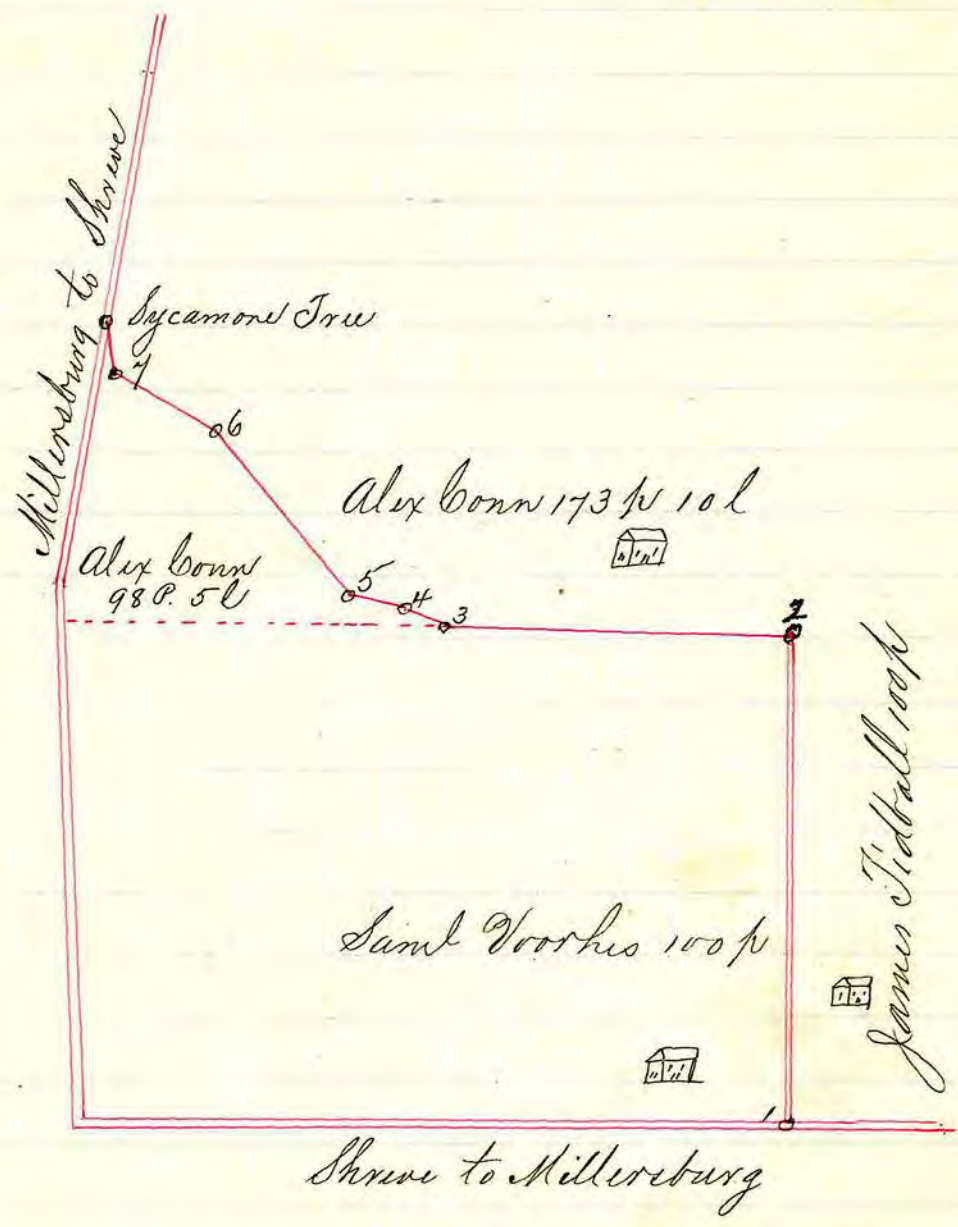 Millersburg to Shreve
Sycamore Tree
7
6
Alex Conn 173 p 10 l
Alex Conn
98 P. 5 l
5
4
3
2
James Tidball 100 p
Saml Voorhis 100 p
1
Shreve to Millersburg